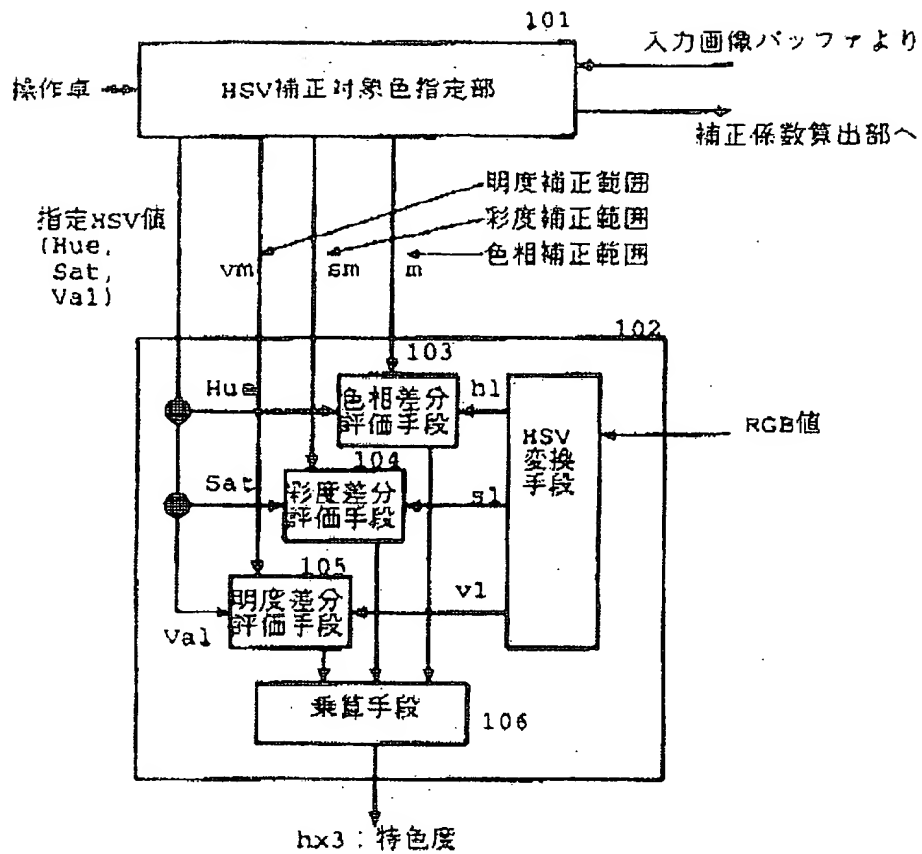 101
入力画像バッファより
操作卓
HSV補正対象色指定部
補正係数算出部へ
明度補正範囲
指定HSV値
(Hue,
Sat,
Val)
彩度補正範囲
vm
sm
m
色相補正範囲
102
103
Hue
色相差分
評価手段
h1
HSV
変換
手段
RGB値
104
Sat
彩度差分
評価手段
s1
105
明度差分
評価手段
v1
Val
乗算手段
106
hx3：特色度